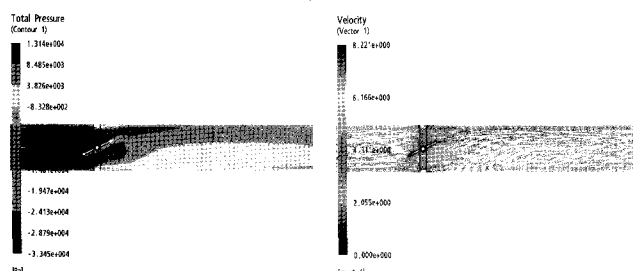 Total Pressure
(Contour 1)
1.314e+004
8.485e+003
3.826e+003
-8.328e+002
-1.947e+004
-2.413e+004
-2.879e+004
-3.345e+004
[Pa]
Velocity
(Vector 1)
8.221e+000
6.166e+000
2.055e+000
0.000e+000